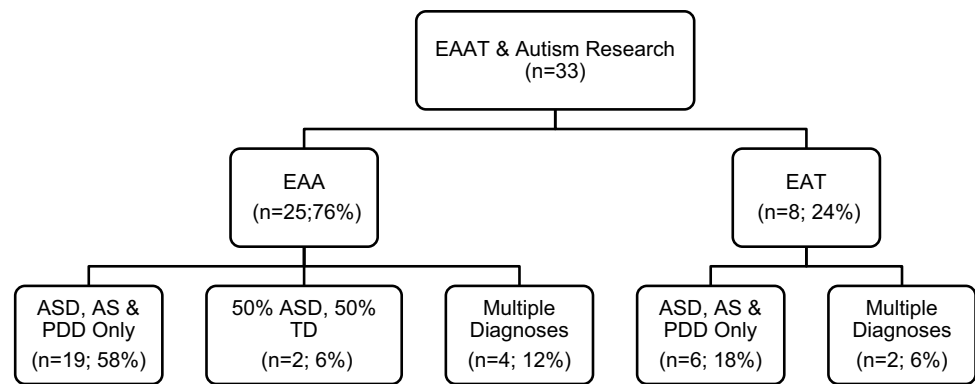 EAAT & Autism Research
(n=33)
EAA
(n=25;76%)
EAT
(n=8; 24%)
ASD, AS &
PDD Only
(n=19; 58%)
50% ASD, 50%
TD
(n=2; 6%)
Multiple
Diagnoses
(n=4; 12%)
ASD, AS &
PDD Only
(n=6; 18%)
Multiple
Diagnoses
(n=2; 6%)